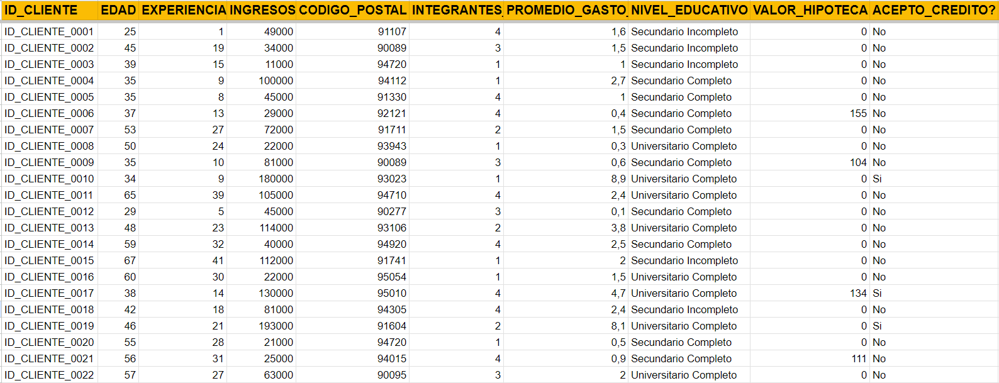 ID_CLIENTE EDAD EXPERIENCIA INGRESOS CODIGO_POSTAL INTEGRANTES_ PROMEDIO_GASTO_ NIVEL_EDUCATIVO VALOR_HIPOTECA ACEPTO_CREDITO?
ID_CLIENTE_0001 25 1 49000 91107 4 1,6 Secundario Incompleto 0 No
ID_CLIENTE_0002 45 19 34000 90089 3 1,5 Secundario Incompleto 0 No
ID_CLIENTE_0003 39 15 11000 94720 1 1 Secundario Incompleto 0 No
ID_CLIENTE_0004 35 9 100000 94112 1 2,7 Secundario Completo 0 No
ID_CLIENTE_0005 35 8 45000 91330 4 1 Secundario Completo 0 No
ID_CLIENTE_0006 37 13 29000 92121 4 0,4 Secundario Completo 155 No
ID_CLIENTE_0007 53 27 72000 91711 2 1,5 Secundario Completo 0 No
ID_CLIENTE_0008 50 24 22000 93943 1 0,3 Universitario Completo 0 No
ID_CLIENTE_0009 35 10 81000 90089 3 0,6 Secundario Completo 104 No
ID_CLIENTE_0010 34 9 180000 93023 1 8,9 Universitario Completo 0 Si
ID_CLIENTE_0011 65 39 105000 94710 4 2,4 Universitario Completo 0 No
ID_CLIENTE_0012 29 5 45000 90277 3 0,1 Secundario Completo 0 No
ID_CLIENTE_0013 48 23 114000 93106 2 3,8 Universitario Completo 0 No
ID_CLIENTE_0014 59 32 40000 94920 4 2,5 Secundario Completo 0 No
ID_CLIENTE_0015 67 41 112000 91741 1 2 Secundario Incompleto 0 No
ID_CLIENTE_0016 60 30 22000 95054 1 1,5 Universitario Completo 0 No
ID_CLIENTE_0017 38 14 130000 95010 4 4,7 Universitario Completo 134 Si
ID_CLIENTE_0018 42 18 81000 94305 4 2,4 Secundario Incompleto 0 No
ID_CLIENTE_0019 46 21 193000 91604 2 8,1 Universitario Completo 0 Si
ID_CLIENTE_0020 55 28 21000 94720 1 0,5 Secundario Completo 0 No
ID_CLIENTE_0021 56 31 25000 94015 4 0,9 Secundario Completo 111 No
ID_CLIENTE_0022 57 27 63000 90095 3 2 Universitario Completo 0 No